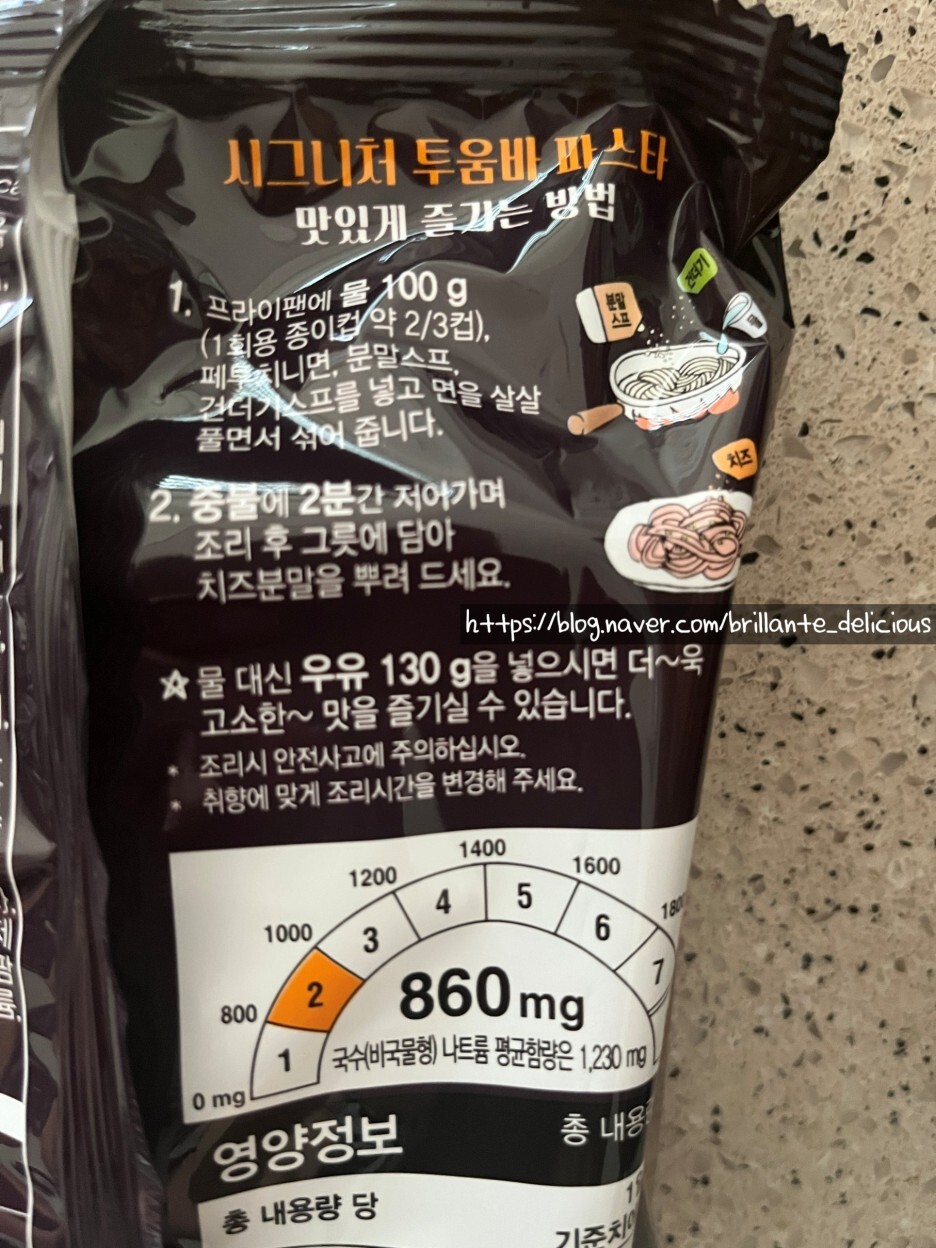 시그니처 투움바 파스타
맛있게 즐기는 방법
건더기
분말
스프
치즈
1. 프라이팬에 물 100 g
(1회용 종이컵 약 2/3컵),
페투치니면, 분말스프,
건더기스프를 넣고 면을 살살
풀면서 섞어 줍니다.
2. 중불에 2분간 저어가며
조리 후 그릇에 담아
치즈분말을 뿌려 드세요.
https://blog.naver.com/brillante_delicious
☆ 물 대신 우유 130 g을 넣으시면 더~욱
고소한~ 맛을 즐기실 수 있습니다.
* 조리시 안전사고에 주의하십시오.
* 취향에 맞게 조리시간을 변경해 주세요.
0 mg 800 1000 1200 1400 1600
1 2 3 4 5 6 7
860 mg
국수(비국물형) 나트륨 평균함량은 1,230 mg
영양정보
총 내용
총 내용량 당
기준치